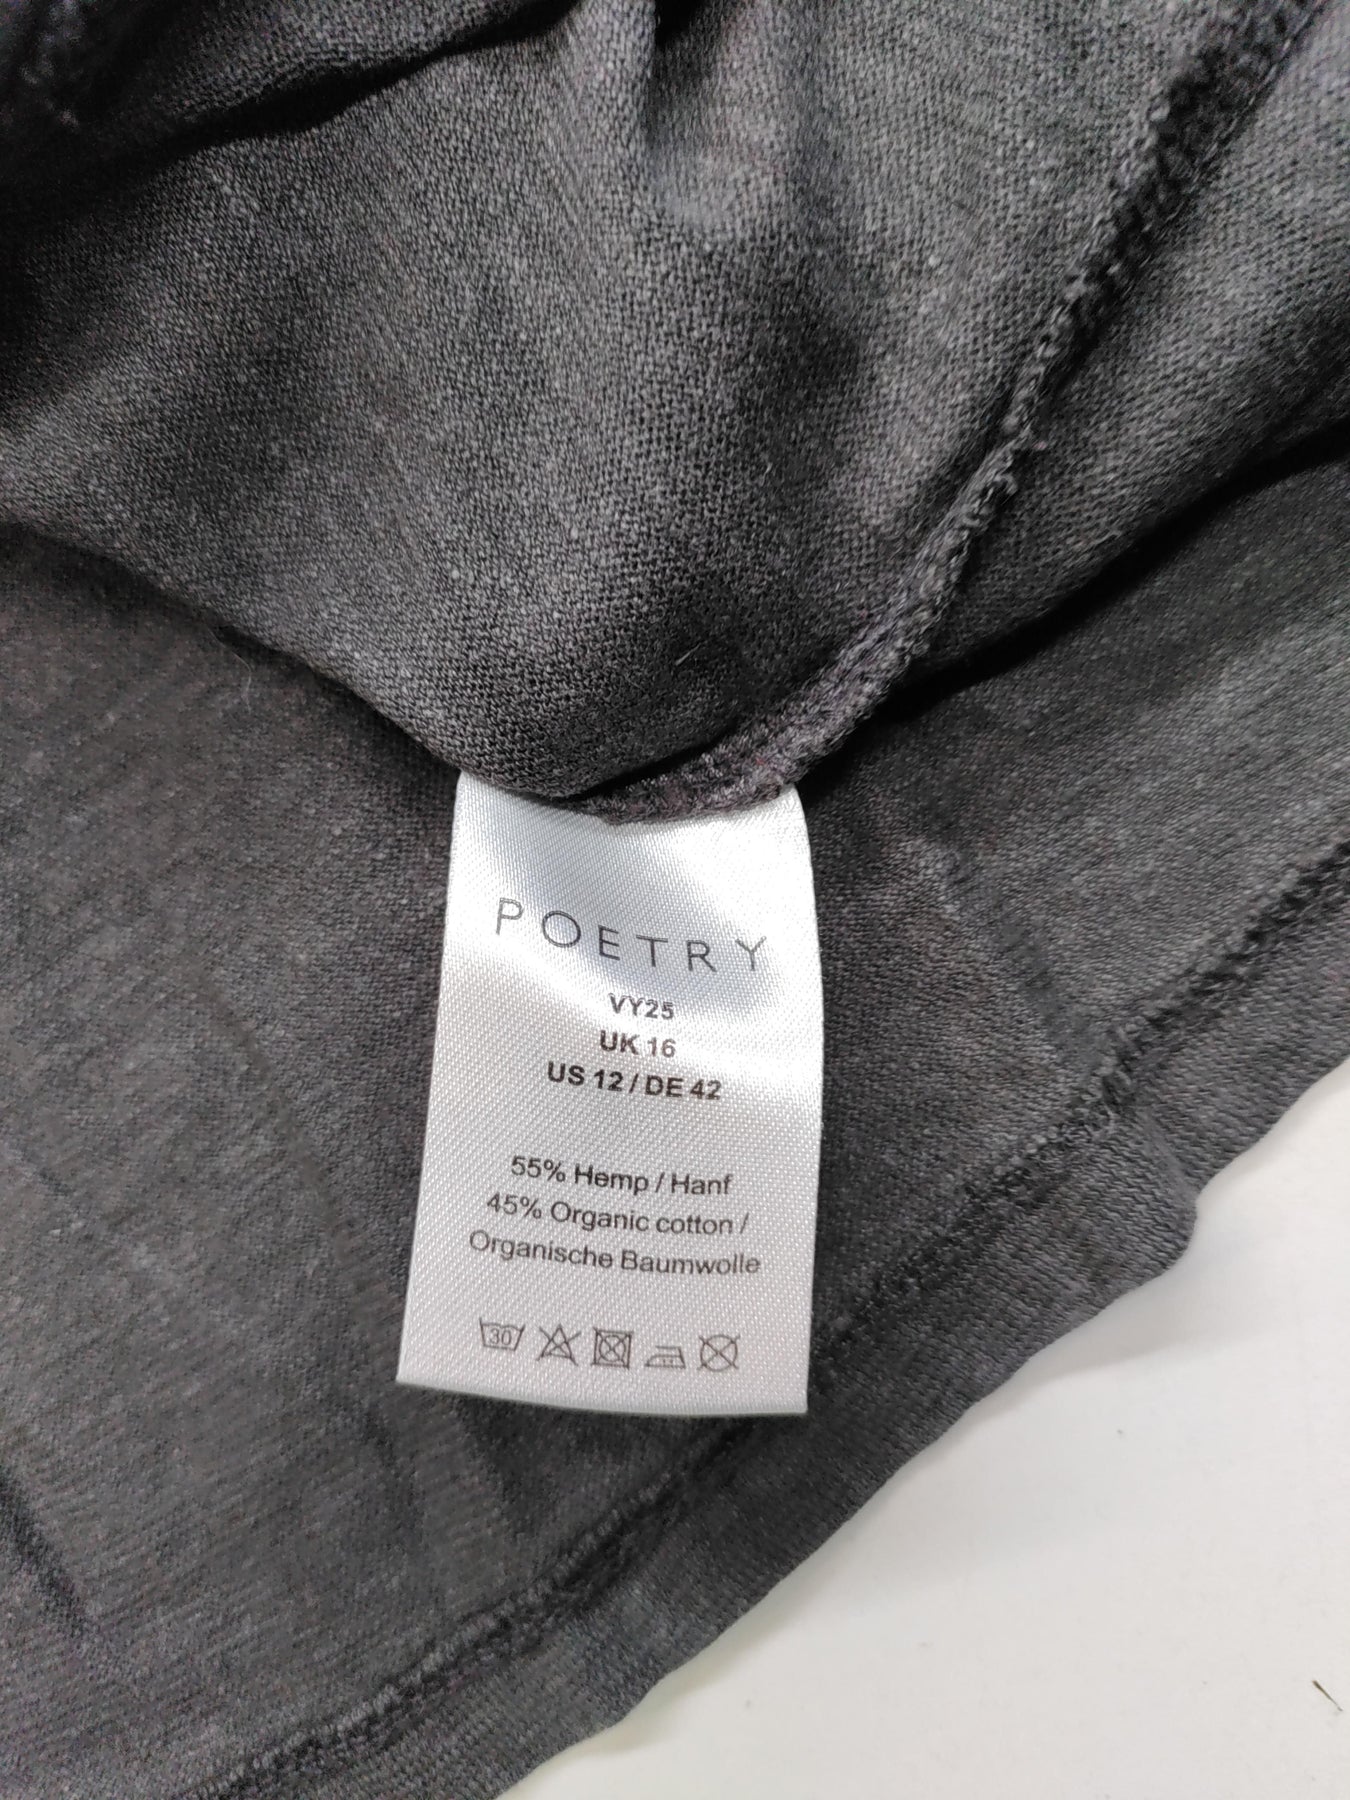 POETRY
VY25
UK 16
US 12 / DE 42
55% Hemp / Hanf
45% Organic cotton /
Organische Baumwolle
30